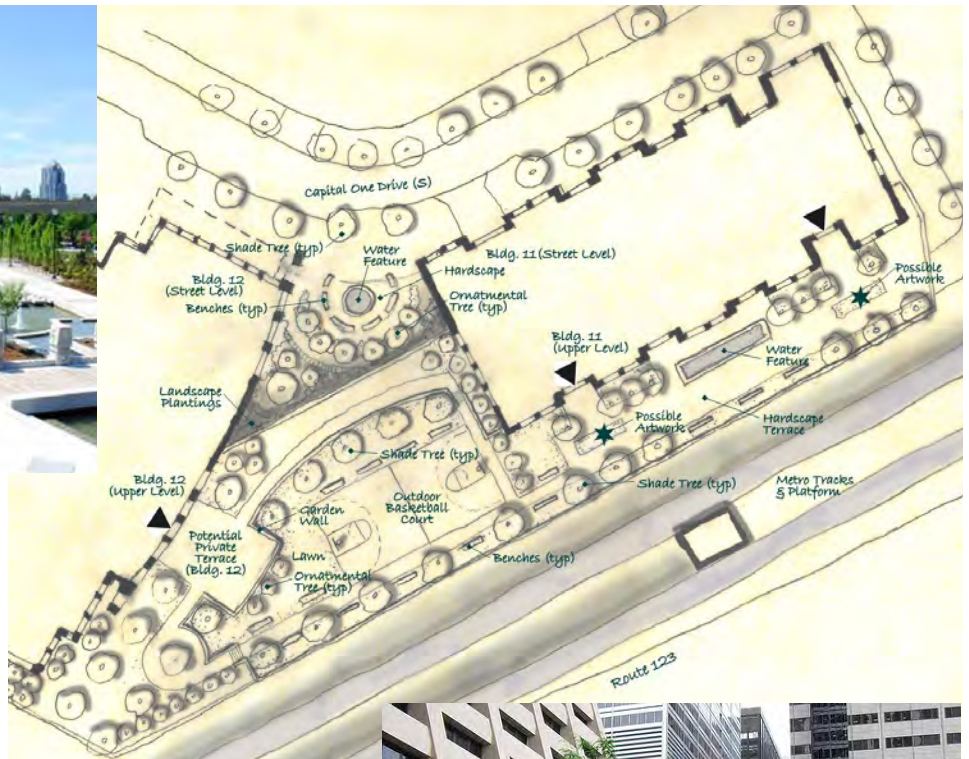 Capital One Drive (S)
Shade Tree (typ)
Water
Feature
Bldg. 11 (Street Level)
Hardscape
Bldg. 12
(Street Level)
Benches (typ)
Ornatmental
Tree (typ)
Possible
Artwork
Bldg. 11
(Upper Level)
Water
Feature
Landscape
Plantings
Possible
Artwork
Hardscape
Terrace
Shade Tree (typ)
Bldg. 12
(Upper Level)
Outdoor
Basketball
Court
Shade Tree (typ)
Metro Tracks
& Platform
Garden
Wall
Potential
Private
Terrace
(Bldg. 12)
Lawn
Benches (typ)
Ornatmental
Tree (typ)
Route 123